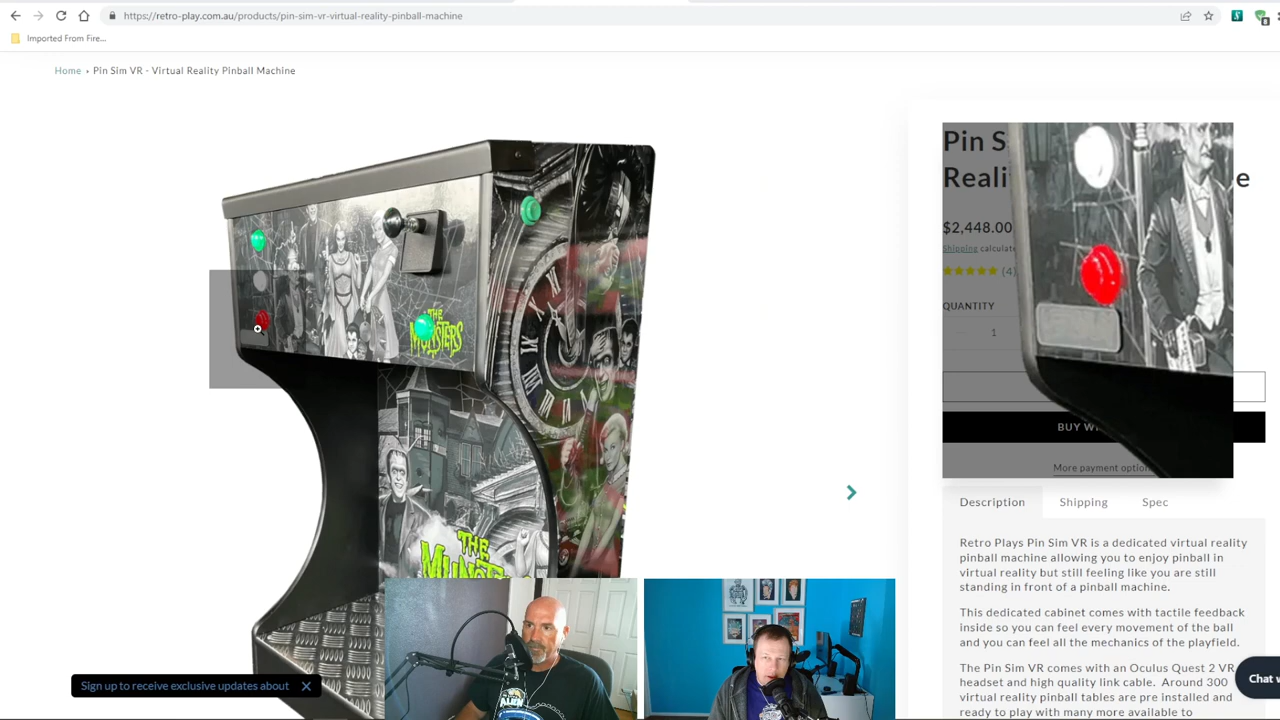 https://retro-play.com.au/products/pin-sim-vr-virtual-reality-pinball-machine
Imported From Fire...
Home › Pin Sim VR - Virtual Reality Pinball Machine
Pin S
Reali e
$2,448.00
Shipping calculate
(4)
QUANTITY
1
BUY W
More payment option
THE
MUNSTERS
THE
MUNSTERS
Description Shipping Spec
Retro Plays Pin Sim VR is a dedicated virtual reality
pinball machine allowing you to enjoy pinball in
virtual reality but still feeling like you are still
standing in front of a pinball machine.
This dedicated cabinet comes with tactile feedback
inside so you can feel every movement of the ball
and you can feel all the mechanics of the playfield.
The Pin Sim VR comes with an Oculus Quest 2 VR
headset and high quality link cable. Around 300
virtual reality pinball tables are pre installed and
ready to play with many more available to
Sign up to receive exclusive updates about
Chat w
ALIEN